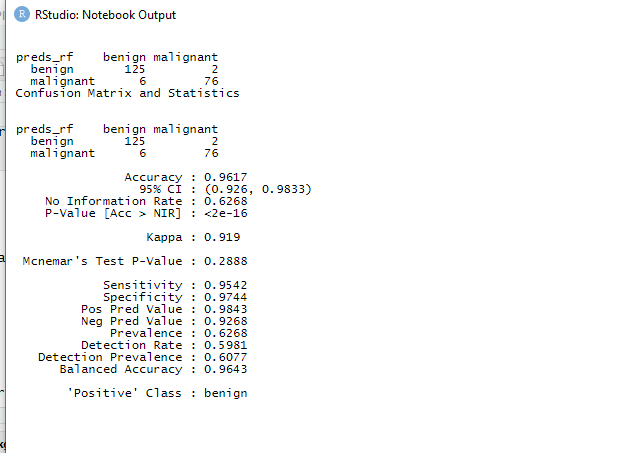 R RStudio: Notebook Output
preds_rf benign malignant
benign 125 2
malignant 6 76
Confusion Matrix and Statistics
preds_rf benign malignant
benign 125 2
malignant 6 76
Accuracy : 0.9617
95% CI : (0.926, 0.9833)
No Information Rate : 0.6268
P-Value [Acc > NIR] : <2e-16
Kappa : 0.919
Mcnemar's Test P-Value : 0.2888
Sensitivity : 0.9542
Specificity : 0.9744
Pos Pred Value : 0.9843
Neg Pred Value : 0.9268
Prevalence : 0.6268
Detection Rate : 0.5981
Detection Prevalence : 0.6077
Balanced Accuracy : 0.9643
'Positive' Class : benign